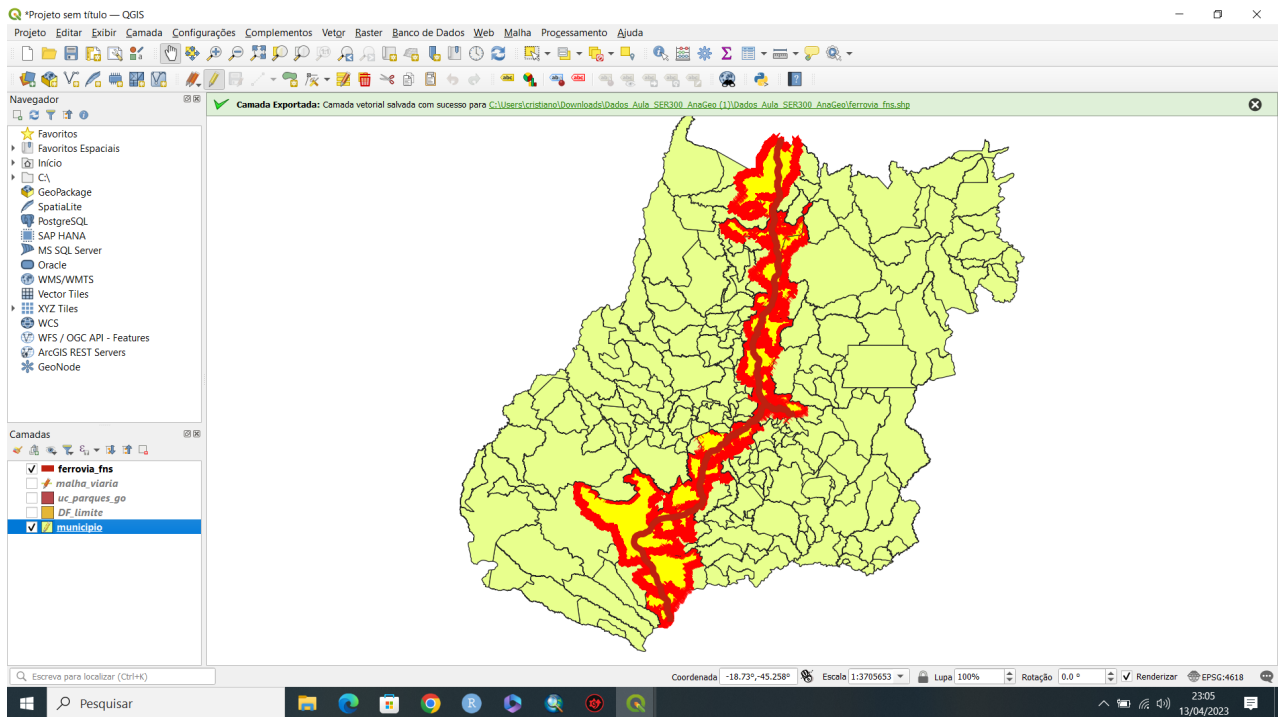 *Projeto sem título — QGIS
Projeto Editar Exibir Camada Configurações Complementos Vetor Raster Banco de Dados Web Malha Processamento Ajuda
Navegador
Camada Exportada: Camada vetorial salvada com sucesso para C:\Users\cristiano\Downloads\Dados_Aula_SER300_AnaGeo (1)\Dados_Aula_SER300_AnaGeo\ferrovia_fns.shp
Favoritos
Favoritos Espaciais
Início
C:\
GeoPackage
SpatiaLite
PostgreSQL
SAP HANA
MS SQL Server
Oracle
WMS/WMTS
Vector Tiles
XYZ Tiles
WCS
WFS / OGC API - Features
ArcGIS REST Servers
GeoNode
Camadas
ferrovia_fns
malha_viaria
uc_parques_go
DF_limite
municipio
Escreva para localizar (Ctrl+K)
Coordenada -18.73°,-45.258° Escala 1:3705653 Lupa 100% Rotação 0.0 ° Renderizar EPSG:4618
Pesquisar
R
23:05
13/04/2023